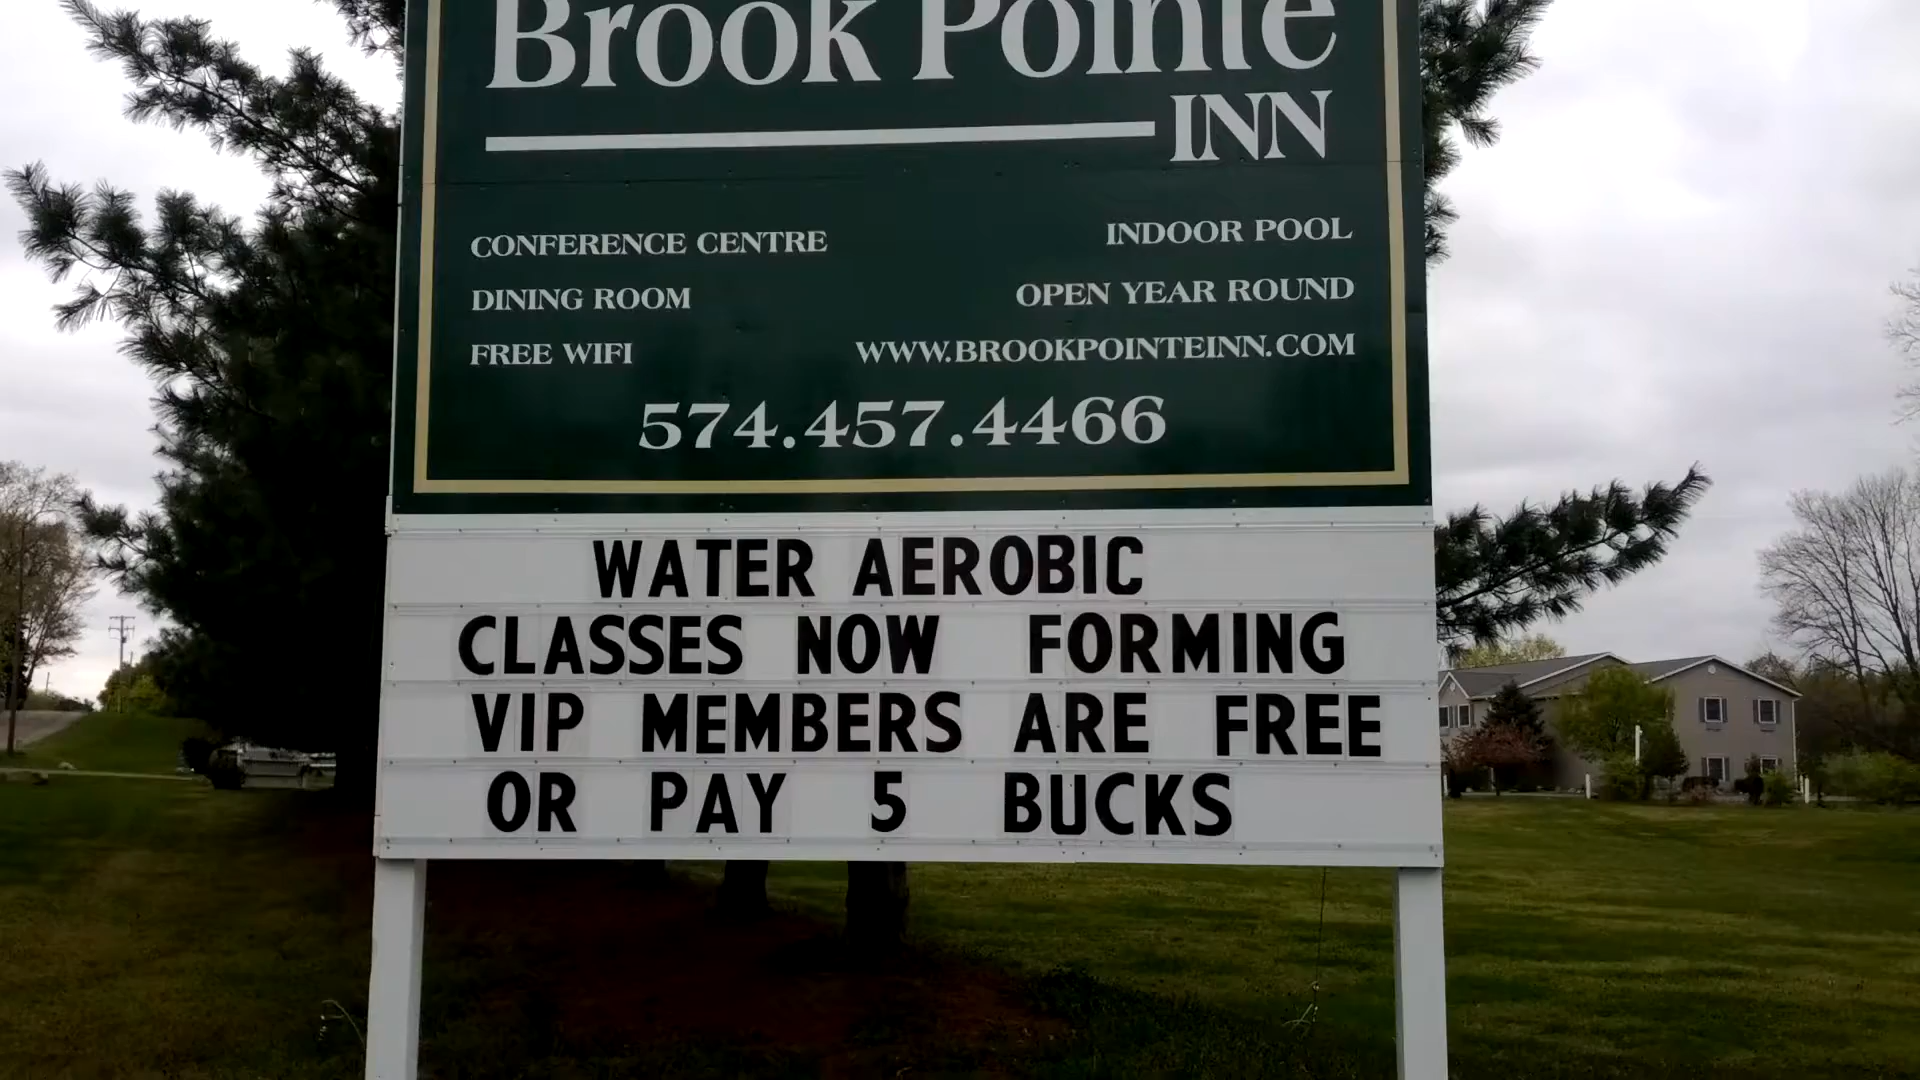 Brook Pointe
INN
CONFERENCE CENTRE
INDOOR POOL
DINING ROOM
OPEN YEAR ROUND
FREE WIFI
WWW.BROOKPOINTEINN.COM
574.457.4466
WATER AEROBIC
CLASSES NOW FORMING
VIP MEMBERS ARE FREE
OR PAY 5 BUCKS